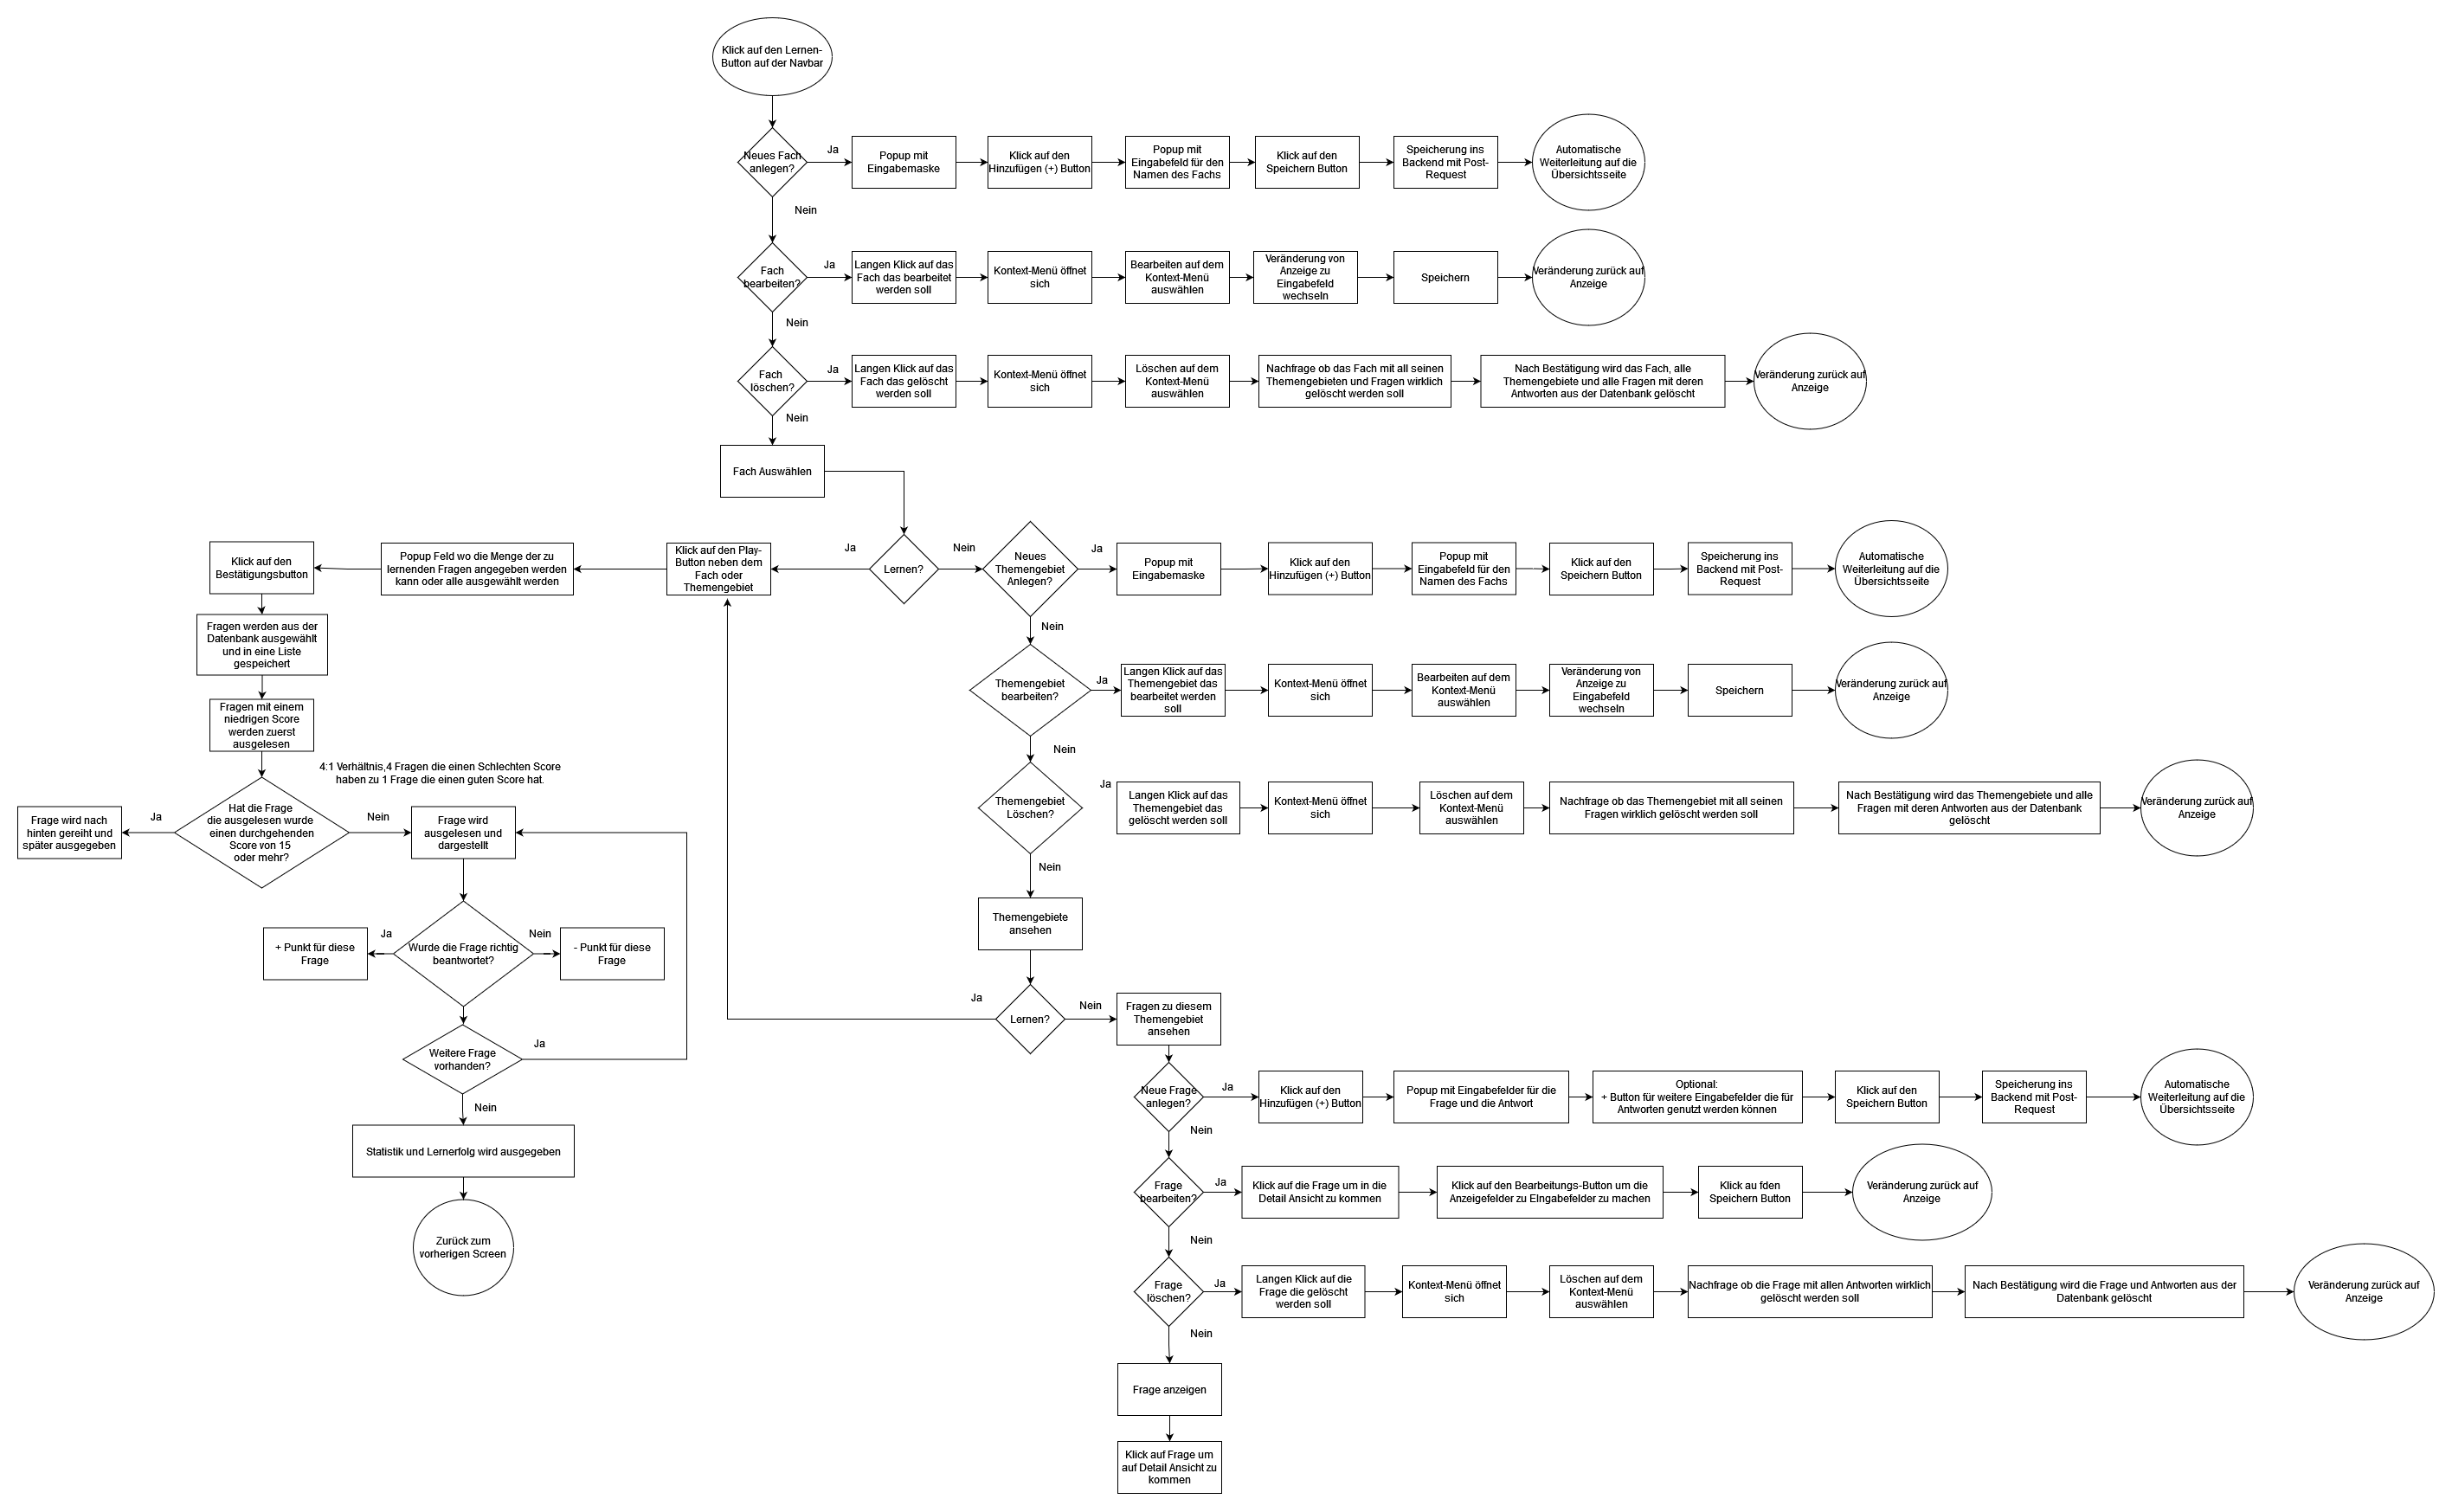 Klick auf den Lernen-
Button auf der Navbar
Neues Fach
anlegen?
Ja
Popup mit
Eingabemaske
Klick auf den
Hinzufügen (+) Button
Popup mit
Eingabefeld für den
Namen des Fachs
Klick auf den
Speichern Button
Speicherung ins
Backend mit Post-
Request
Automatische
Weiterleitung auf die
Übersichtsseite
Nein
Fach
bearbeiten?
Ja
Langen Klick auf das
Fach das bearbeitet
werden soll
Kontext-Menü öffnet
sich
Bearbeiten auf dem
Kontext-Menü
auswählen
Veränderung von
Anzeige zu
Eingabefeld
wechseln
Speichern
Veränderung zurück auf
Anzeige
Nein
Fach
löschen?
Ja
Langen Klick auf das
Fach das gelöscht
werden soll
Kontext-Menü öffnet
sich
Löschen auf dem
Kontext-Menü
auswählen
Nachfrage ob das Fach mit all seinen
Themengebieten und Fragen wirklich
gelöscht werden soll
Nach Bestätigung wird das Fach, alle
Themengebiete und alle Fragen mit deren
Antworten aus der Datenbank gelöscht
Veränderung zurück auf
Anzeige
Nein
Fach Auswählen
Lernen?
Ja
Klick auf den Play-
Button neben dem
Fach oder
Themengebiet
Popup Feld wo die Menge der zu
lernenden Fragen angegeben werden
kann oder alle ausgewählt werden
Klick auf den
Bestätigungsbutton
Fragen werden aus der
Datenbank ausgewählt
und in eine Liste
gespeichert
Fragen mit einem
niedrigen Score
werden zuerst
ausgelesen
4:1 Verhältnis,4 Fragen die einen Schlechten Score
haben zu 1 Frage die einen guten Score hat.
Hat die Frage
die ausgelesen wurde
einen durchgehenden
Score von 15
oder mehr?
Ja
Frage wird nach
hinten gereiht und
später ausgegeben
Nein
Frage wird
ausgelesen und
dargestellt
Wurde die Frage richtig
beantwortet?
Ja
+ Punkt für diese
Frage
Nein
- Punkt für diese
Frage
Weitere Frage
vorhanden?
Ja
Nein
Statistik und Lernerfolg wird ausgegeben
Zurück zum
vorherigen Screen
Nein
Neues
Themengebiet
Anlegen?
Ja
Popup mit
Eingabemaske
Klick auf den
Hinzufügen (+) Button
Popup mit
Eingabefeld für den
Namen des Fachs
Klick auf den
Speichern Button
Speicherung ins
Backend mit Post-
Request
Automatische
Weiterleitung auf die
Übersichtsseite
Nein
Themengebiet
bearbeiten?
Ja
Langen Klick auf das
Themengebiet das
bearbeitet werden
soll
Kontext-Menü öffnet
sich
Bearbeiten auf dem
Kontext-Menü
auswählen
Veränderung von
Anzeige zu
Eingabefeld
wechseln
Speichern
Veränderung zurück auf
Anzeige
Nein
Themengebiet
Löschen?
Ja
Langen Klick auf das
Themengebiet das
gelöscht werden soll
Kontext-Menü öffnet
sich
Löschen auf dem
Kontext-Menü
auswählen
Nachfrage ob das Themengebiet mit all seinen
Fragen wirklich gelöscht werden soll
Nach Bestätigung wird das Themengebiete und alle
Fragen mit deren Antworten aus der Datenbank
gelöscht
Veränderung zurück auf
Anzeige
Nein
Themengebiete
ansehen
Lernen?
Ja
Nein
Fragen zu diesem
Themengebiet
ansehen
Neue Frage
anlegen?
Ja
Klick auf den
Hinzufügen (+) Button
Popup mit Eingabefelder für die
Frage und die Antwort
Optional:
+ Button für weitere Eingabefelder die für
Antworten genutzt werden können
Klick auf den
Speichern Button
Speicherung ins
Backend mit Post-
Request
Automatische
Weiterleitung auf die
Übersichtsseite
Nein
Frage
bearbeiten?
Ja
Klick auf die Frage um in die
Detail Ansicht zu kommen
Klick auf den Bearbeitungs-Button um die
Anzeigefelder zu EIngabefelder zu machen
Klick au fden
Speichern Button
Veränderung zurück auf
Anzeige
Nein
Frage
löschen?
Ja
Langen Klick auf die
Frage die gelöscht
werden soll
Kontext-Menü öffnet
sich
Löschen auf dem
Kontext-Menü
auswählen
Nachfrage ob die Frage mit allen Antworten wirklich
gelöscht werden soll
Nach Bestätigung wird die Frage und Antworten aus der
Datenbank gelöscht
Veränderung zurück auf
Anzeige
Nein
Frage anzeigen
Klick auf Frage um
auf Detail Ansicht zu
kommen